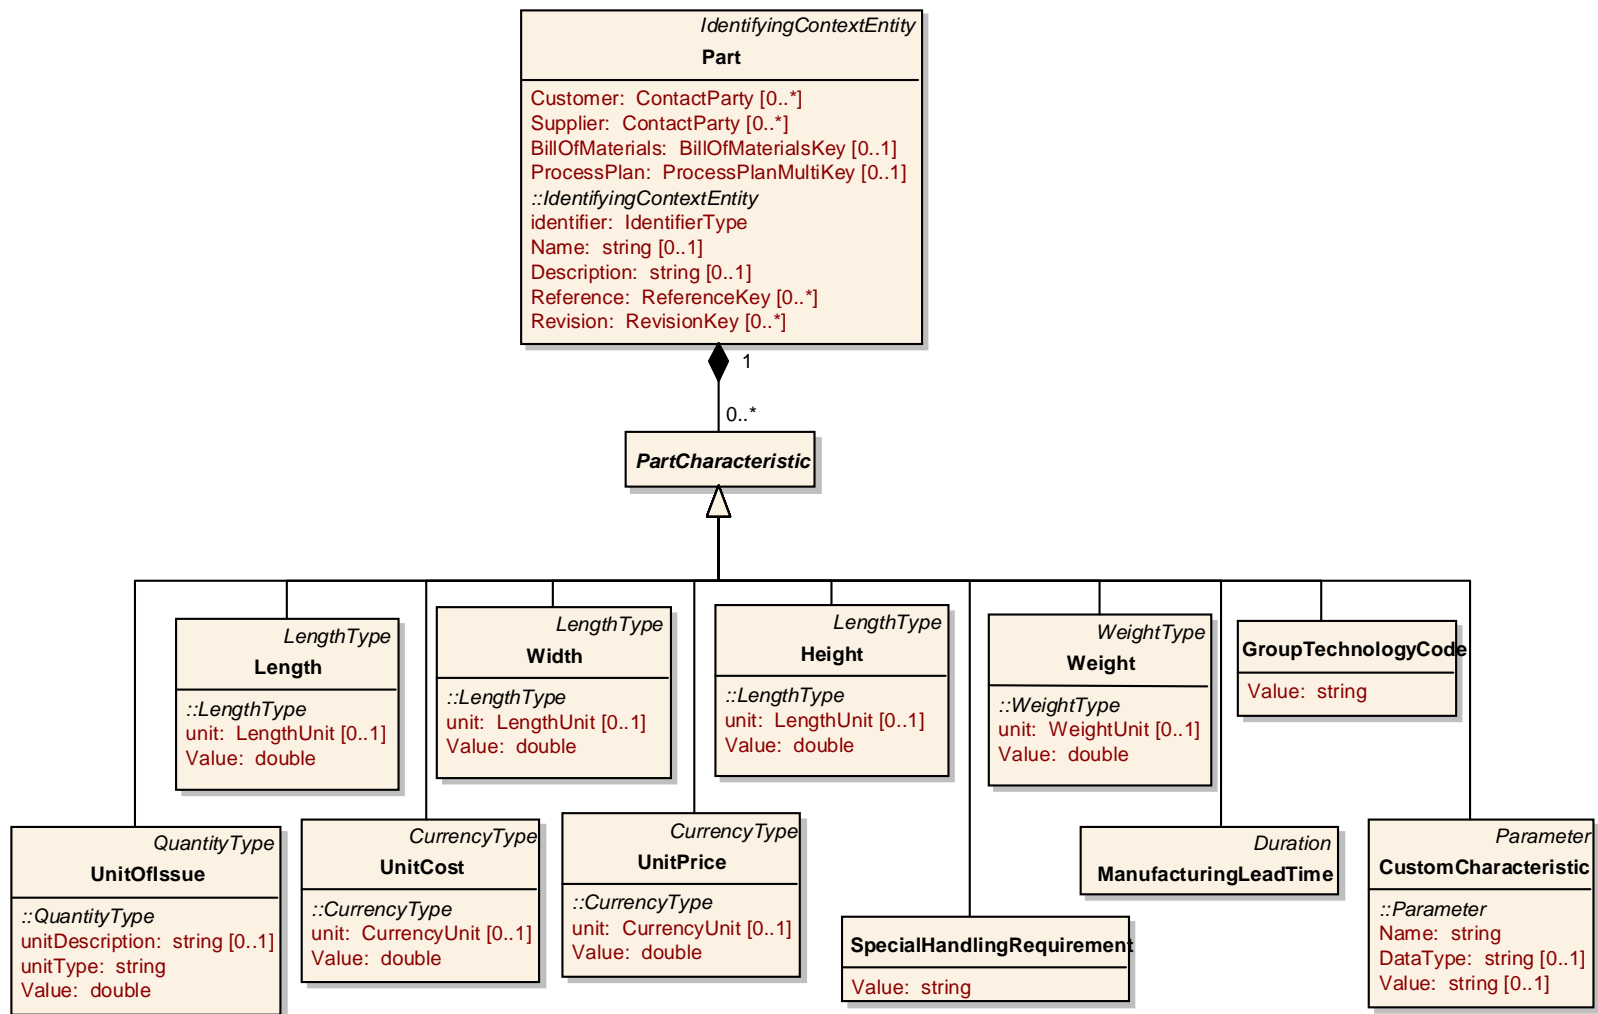 IdentifyingContextEntity
Part
Customer: ContactParty [0..*]
Supplier: ContactParty [0..*]
BillOfMaterials: BillOfMaterialsKey [0..1]
ProcessPlan: ProcessPlanMultiKey [0..1]
::IdentifyingContextEntity
identifier: IdentifierType
Name: string [0..1]
Description: string [0..1]
Reference: ReferenceKey [0..*]
Revision: RevisionKey [0..*]
1
0..*
PartCharacteristic
LengthType
Length
::LengthType
unit: LengthUnit [0..1]
Value: double
LengthType
Width
::LengthType
unit: LengthUnit [0..1]
Value: double
LengthType
Height
::LengthType
unit: LengthUnit [0..1]
Value: double
WeightType
Weight
::WeightType
unit: WeightUnit [0..1]
Value: double
GroupTechnologyCode
Value: string
QuantityType
UnitOfIssue
::QuantityType
unitDescription: string [0..1]
unitType: string
Value: double
CurrencyType
UnitCost
::CurrencyType
unit: CurrencyUnit [0..1]
Value: double
CurrencyType
UnitPrice
::CurrencyType
unit: CurrencyUnit [0..1]
Value: double
SpecialHandlingRequirement
Value: string
Duration
ManufacturingLeadTime
Parameter
CustomCharacteristic
::Parameter
Name: string
DataType: string [0..1]
Value: string [0..1]